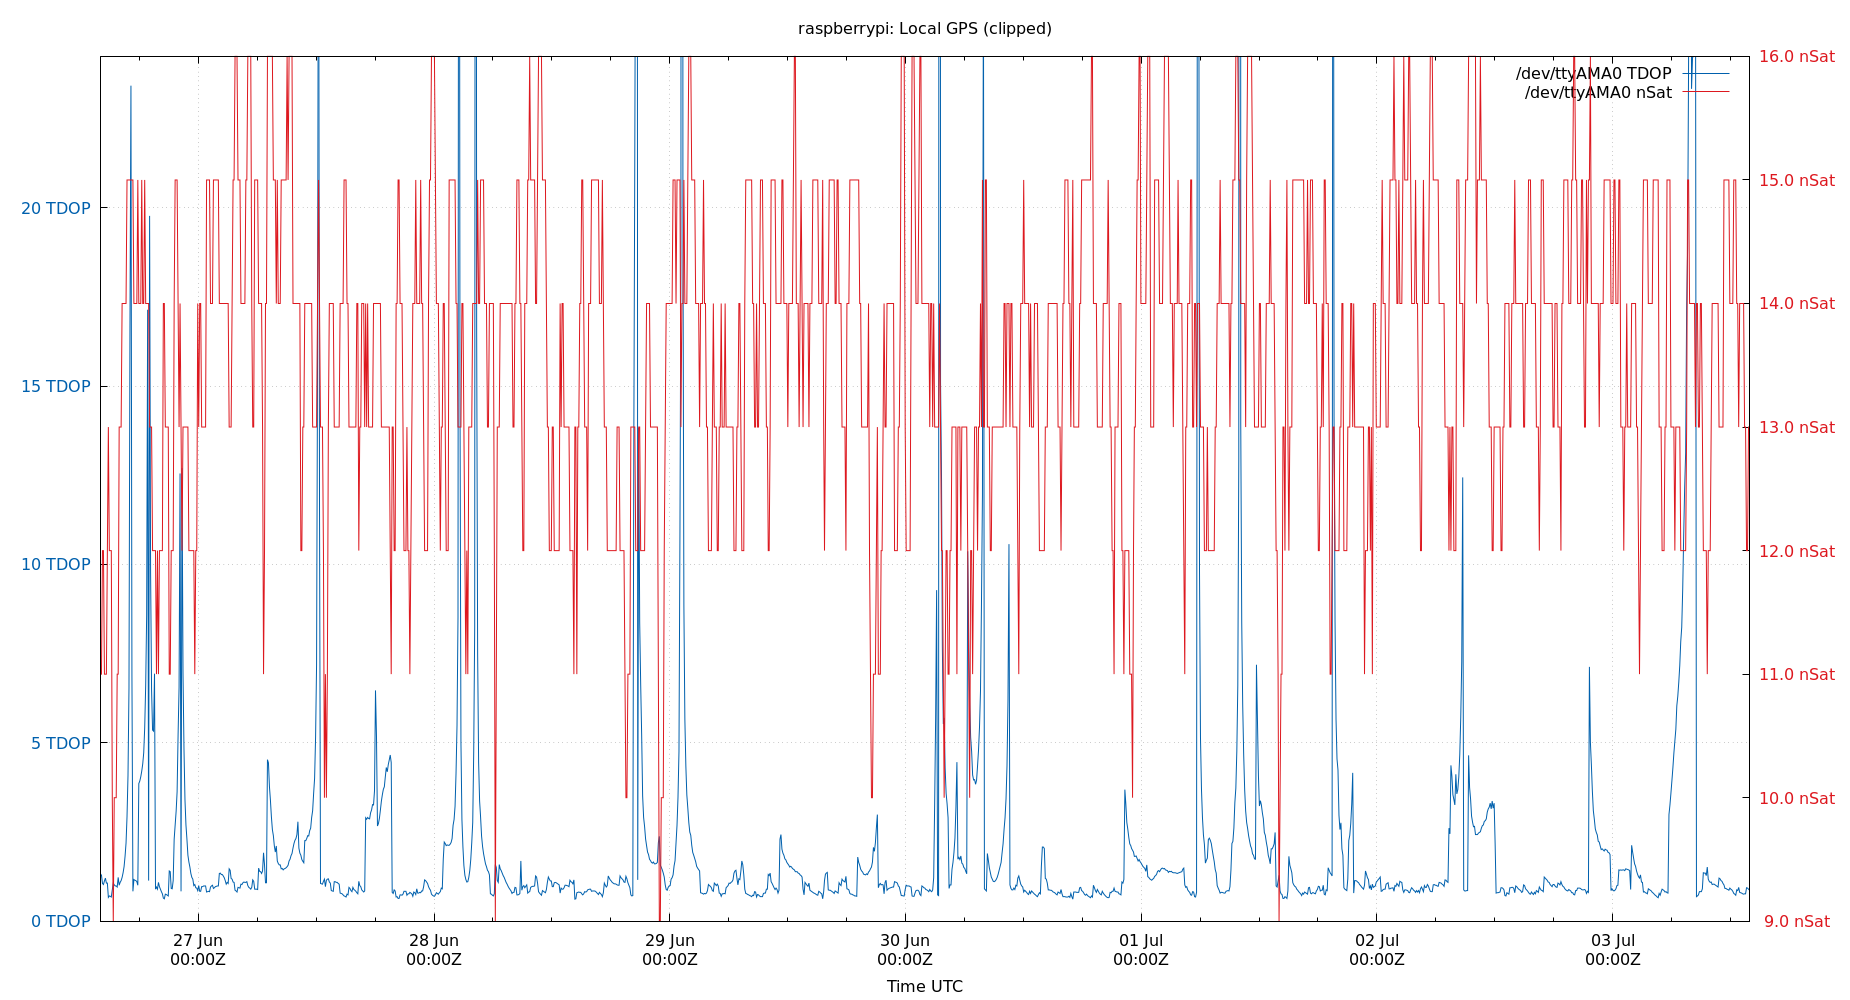 raspberrypi: Local GPS (clipped)
16.0 nSat
/dev/ttyAMA0 TDOP
/dev/ttyAMA0 nSat
15.0 nSat
20 TDOP
14.0 nSat
15 TDOP
13.0 nSat
12.0 nSat
10 TDOP
11.0 nSat
5 TDOP
10.0 nSat
0 TDOP
9.0 nSat
27 Jun
00:00Z
28 Jun
00:00Z
29 Jun
00:00Z
30 Jun
00:00Z
01 Jul
00:00Z
02 Jul
00:00Z
03 Jul
00:00Z
Time UTC